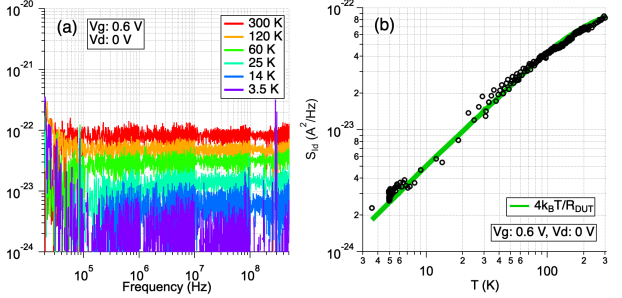 (a)
Vg: 0.6 V
Vd: 0 V
300 K
120 K
60 K
25 K
14 K
3.5 K
10^-20
10^-21
10^-22
10^-23
10^-24
10^5
10^6
10^7
10^8
Frequency (Hz)
(b)
S_Id (A^2/Hz)
10^-22
8
6
4
2
10^-23
8
6
4
2
10^-24
4k_BT/R_DUT
Vg: 0.6 V, Vd: 0 V
3 4 5 6 8 10 2 3 4 5 6 8 100 2 3
T (K)